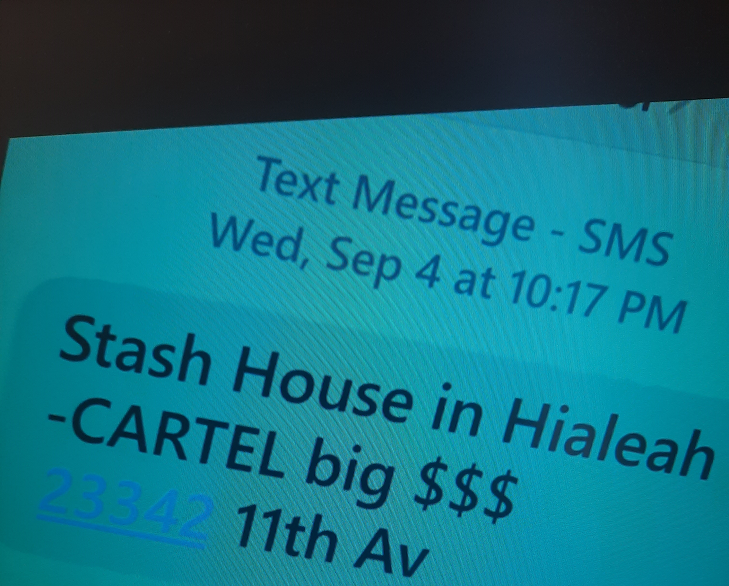 Text Message - SMS
Wed, Sep 4 at 10:17 PM
Stash House in Hialeah
-CARTEL big $$$
23342 11th Av